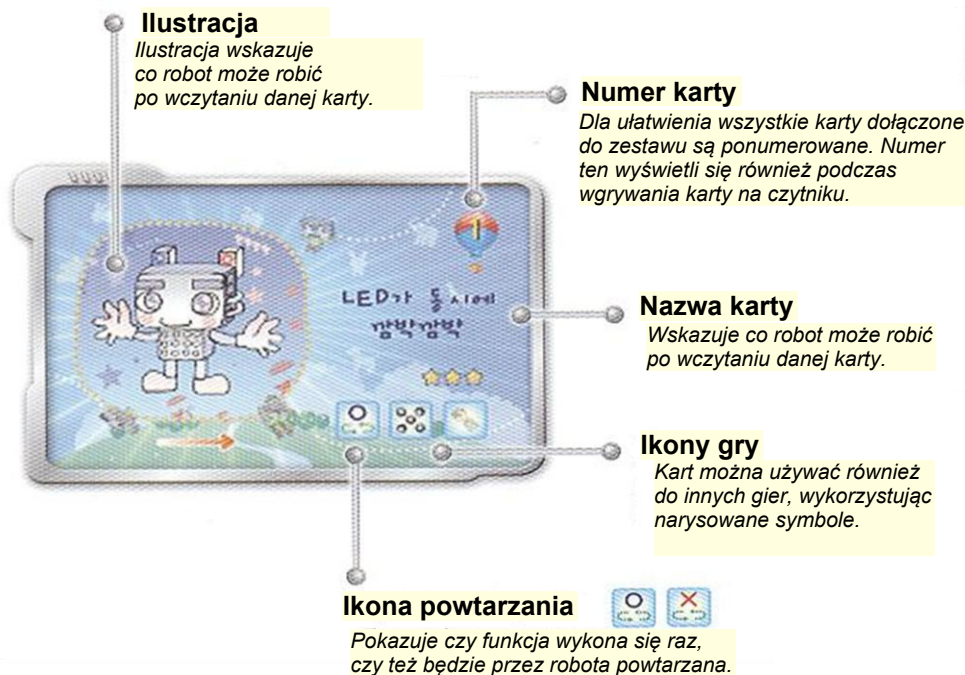 Ilustracja
Ilustracja wskazuje
co robot może robić
po wczytaniu danej karty.
Numer karty
Dla ułatwienia wszystkie karty dołączone
do zestawu są ponumerowane. Numer
ten wyświetli się również podczas
wgrywania karty na czytniku.
1
LED가 동시에
깜박깜박
Nazwa karty
Wskazuje co robot może robić
po wczytaniu danej karty.
Ikony gry
Kart można używać również
do innych gier, wykorzystując
narysowane symbole.
Ikona powtarzania
Pokazuje czy funkcja wykona się raz,
czy też będzie przez robota powtarzana.